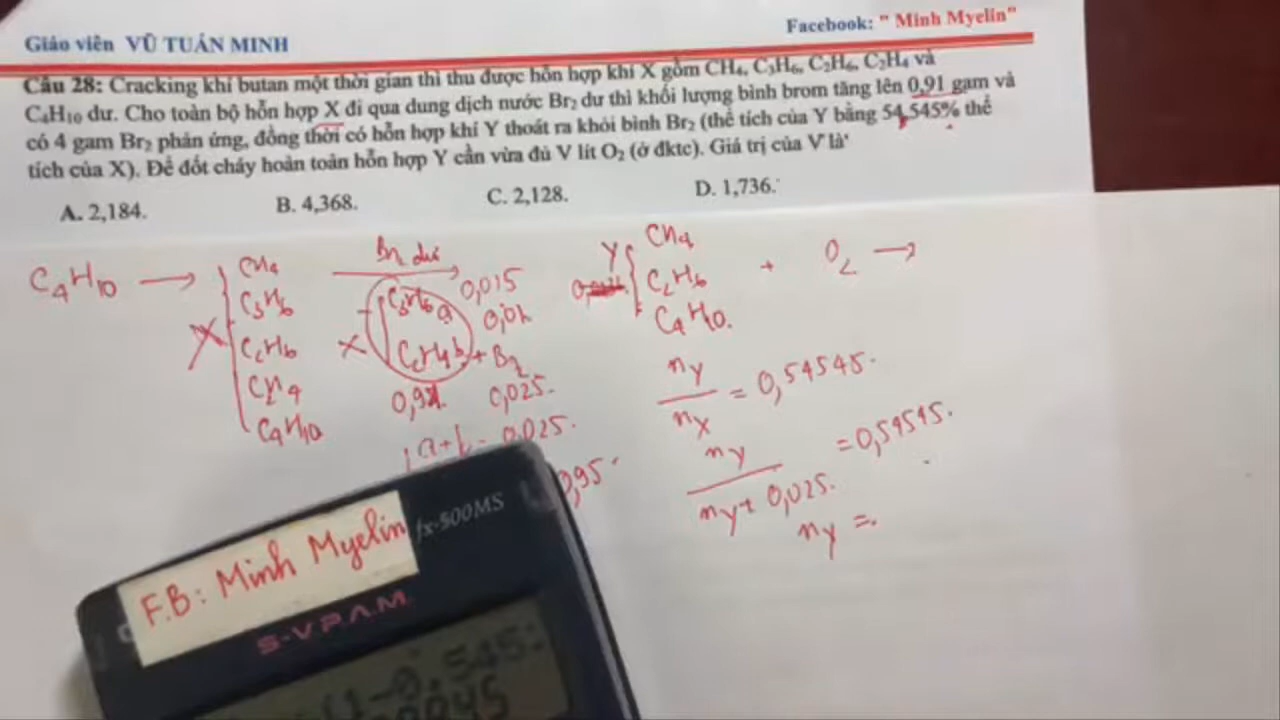 Giáo viên VŨ TUẤN MINH
Facebook: " Minh Myelin"
Câu 28: Cracking khí butan một thời gian thì thu được hỗn hợp khí X gồm CH₄, C₃H₆, C₂H₆, C₂H₄ và
C₄H₁₀ dư. Cho toàn bộ hỗn hợp X đi qua dung dịch nước Br₂ dư thì khối lượng bình brom tăng lên 0,91 gam và
có 4 gam Br₂ phản ứng, đồng thời có hỗn hợp khí Y thoát ra khỏi bình Br₂ (thể tích của Y bằng 54,545% thể
tích của X). Để đốt cháy hoàn toàn hỗn hợp Y cần vừa đủ V lít O₂ (ở đktc). Giá trị của V là
A. 2,184.
B. 4,368.
C. 2,128.
D. 1,736.
C₄H₁₀ → X
CH₄
C₃H₆
C₂H₆
C₄H₁₀
Br₂ dư
C₃H₆ a 0,015
0,01
C₂H₄ b + Br₂
0,91 0,025.
a+b = 0,025.
0,95
Y
CH₄
C₂H₆ + O₂ →
C₄H₁₀.
nY / nX = 0,54545.
nY / nY + 0,025. = 0,54545.
nY =
F.B: Minh Myelin
fx-500MS
S-V.P.A.M.